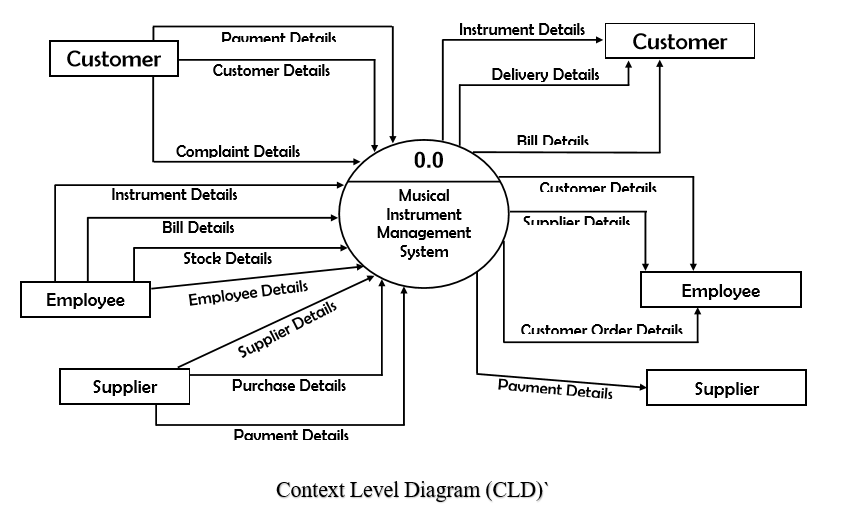 Payment Details
Customer
Customer Details
Complaint Details
Instrument Details
Customer
Delivery Details
Bill Details
0.0
Musical
Instrument
Management
System
Instrument Details
Bill Details
Stock Details
Employee
Employee Details
Customer Details
Supplier Details
Employee
Customer Order Details
Supplier Details
Supplier
Purchase Details
Payment Details
Supplier
Payment Details
Context Level Diagram (CLD)`